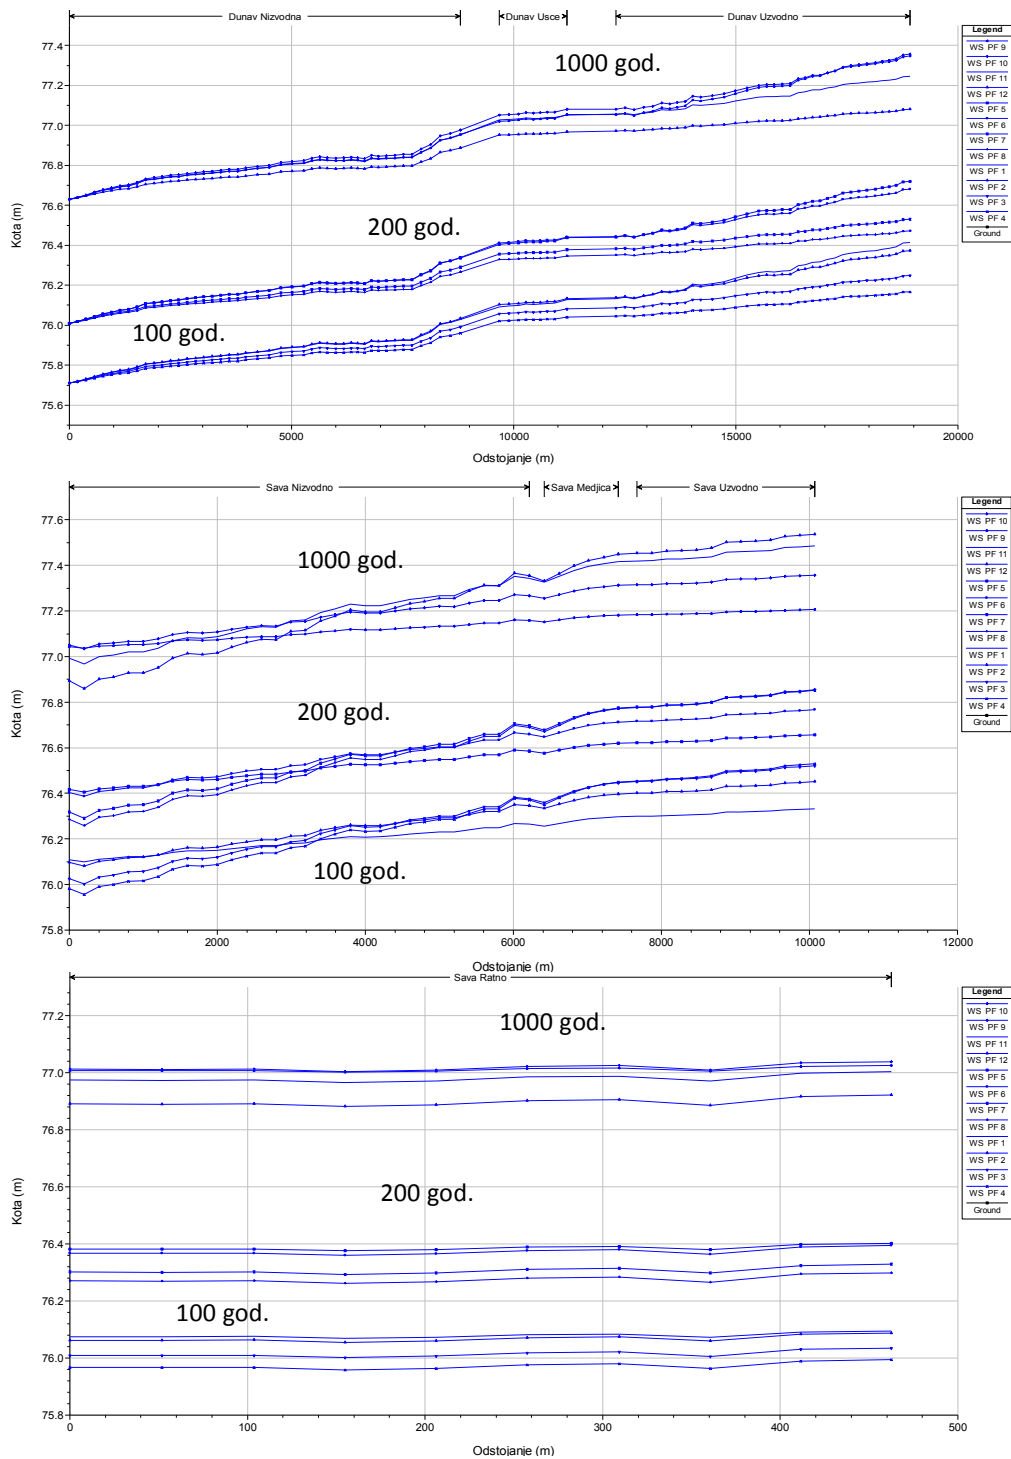 Dunav Nizvodna
Dunav Usce
Dunav Uzvodno
Legend
WS PF 9
WS PF 10
WS PF 11
WS PF 12
WS PF 5
WS PF 6
WS PF 7
WS PF 8
WS PF 1
WS PF 2
WS PF 3
WS PF 4
Ground
77.4
77.2
77.0
76.8
76.6
76.4
76.2
76.0
75.8
75.6
Kota (m)
1000 god.
200 god.
100 god.
0
5000
10000
15000
20000
Odstojanje (m)
Sava Nizvodno
Sava Medjica
Sava Uzvodno
Legend
WS PF 10
WS PF 9
WS PF 11
WS PF 12
WS PF 5
WS PF 6
WS PF 7
WS PF 8
WS PF 1
WS PF 2
WS PF 3
WS PF 4
Ground
77.6
77.4
77.2
77.0
76.8
76.6
76.4
76.2
76.0
75.8
Kota (m)
1000 god.
200 god.
100 god.
0
2000
4000
6000
8000
10000
12000
Odstojanje (m)
Sava Ratno
Legend
WS PF 10
WS PF 9
WS PF 11
WS PF 12
WS PF 5
WS PF 6
WS PF 7
WS PF 8
WS PF 1
WS PF 2
WS PF 3
WS PF 4
Ground
77.2
77.0
76.8
76.6
76.4
76.2
76.0
75.8
Kota (m)
1000 god.
200 god.
100 god.
0
100
200
300
400
500
Odstojanje (m)